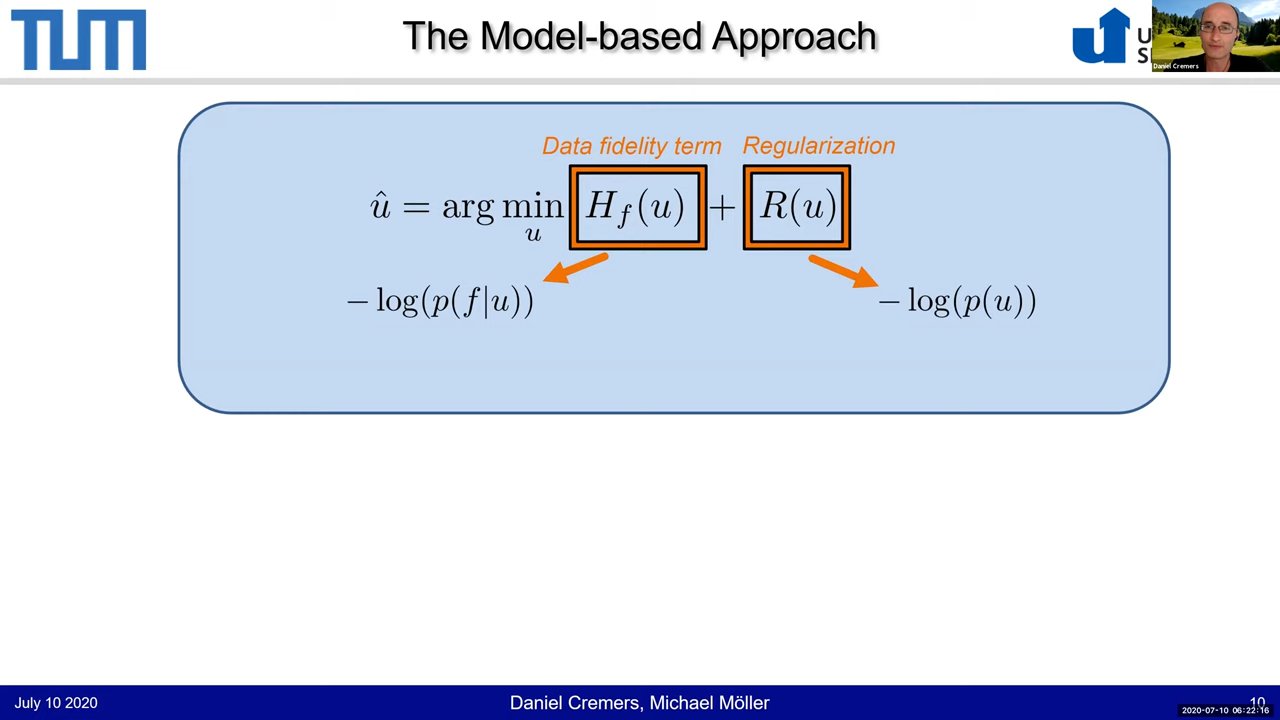 TUM
The Model-based Approach
Daniel Cremers
Data fidelity term Regularization
û = arg min H_f(u) + R(u)
u
− log(p(f|u)) − log(p(u))
July 10 2020
Daniel Cremers, Michael Möller
10
2020-07-10 06:22:16